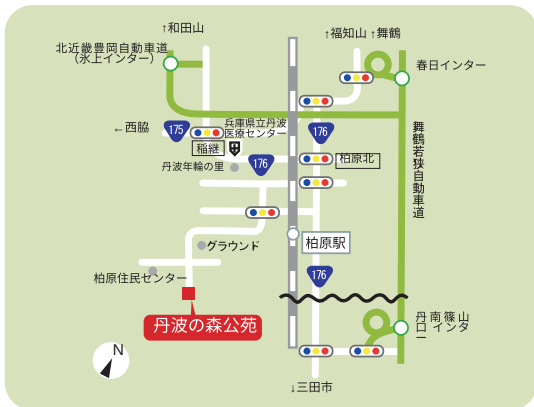 ↑和田山
↑福知山 ↑舞鶴
北近畿豊岡自動車道
(氷上インター)
春日インター
←西脇
175
兵庫県立丹波
医療センター
176
舞鶴若狭自動車道
稲継
176
柏原北
丹波年輪の里
グラウンド
柏原駅
柏原住民センター
176
丹波の森公苑
丹南篠山
口インタ
ー
N
↓三田市